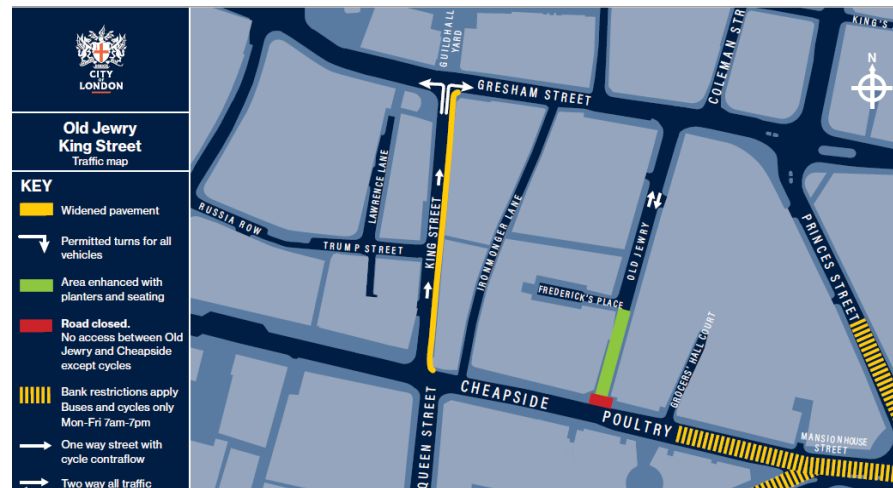 CITY
OF
LONDON
Old Jewry
King Street
Traffic map
KEY
Widened pavement
Permitted turns for all
vehicles
Area enhanced with
planters and seating
Road closed.
No access between Old
Jewry and Cheapside
except cycles
Bank restrictions apply
Buses and cycles only
Mon-Fri 7am-7pm
One way street with
cycle contraflow
Two way all traffic
GUILDHALL
YARD
GRESHAM STREET
COLEMAN STR
KING'S
N
LAWRENCE LANE
RUSSIA ROW
TRUMP STREET
KING STREET
IRONMONGER LANE
OLD JEWRY
FREDERICK'S PLACE
PRINCES STREET
GROCERS' HALL COURT
CHEAPSIDE
POULTRY
QUEEN STREET
MANSION HOUSE
STREET